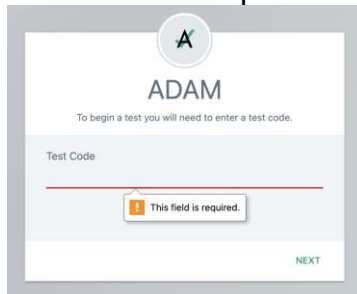 ADAM
To begin a test you will need to enter a test code.
Test Code
This field is required.
NEXT